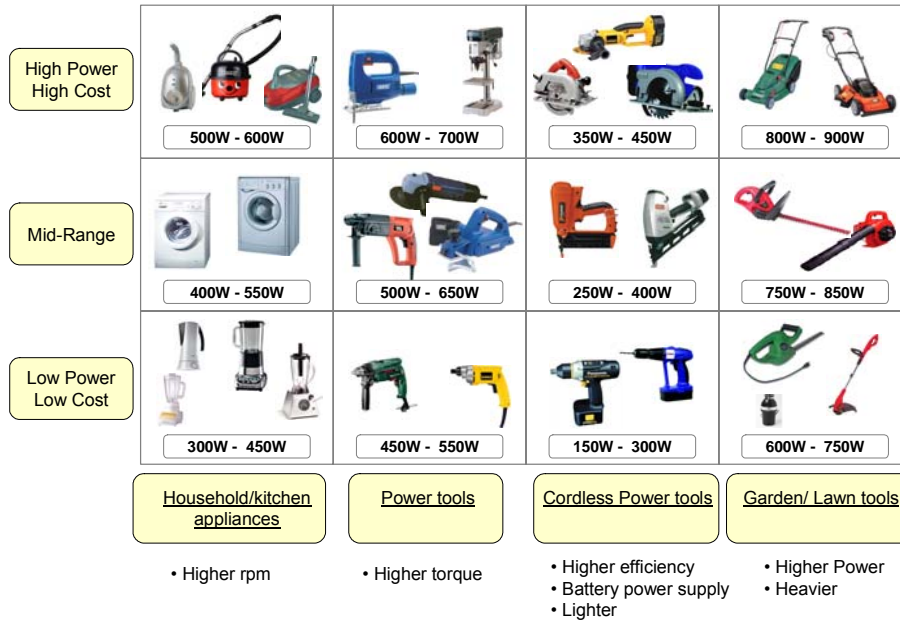 High Power
High Cost
500W - 600W
600W - 700W
350W - 450W
800W - 900W
Mid-Range
400W - 550W
500W - 650W
250W - 400W
750W - 850W
Low Power
Low Cost
300W - 450W
450W - 550W
150W - 300W
600W - 750W
Household/kitchen
appliances
Power tools
Cordless Power tools
Garden/ Lawn tools
• Higher rpm
• Higher torque
• Higher efficiency
• Battery power supply
• Lighter
• Higher Power
• Heavier